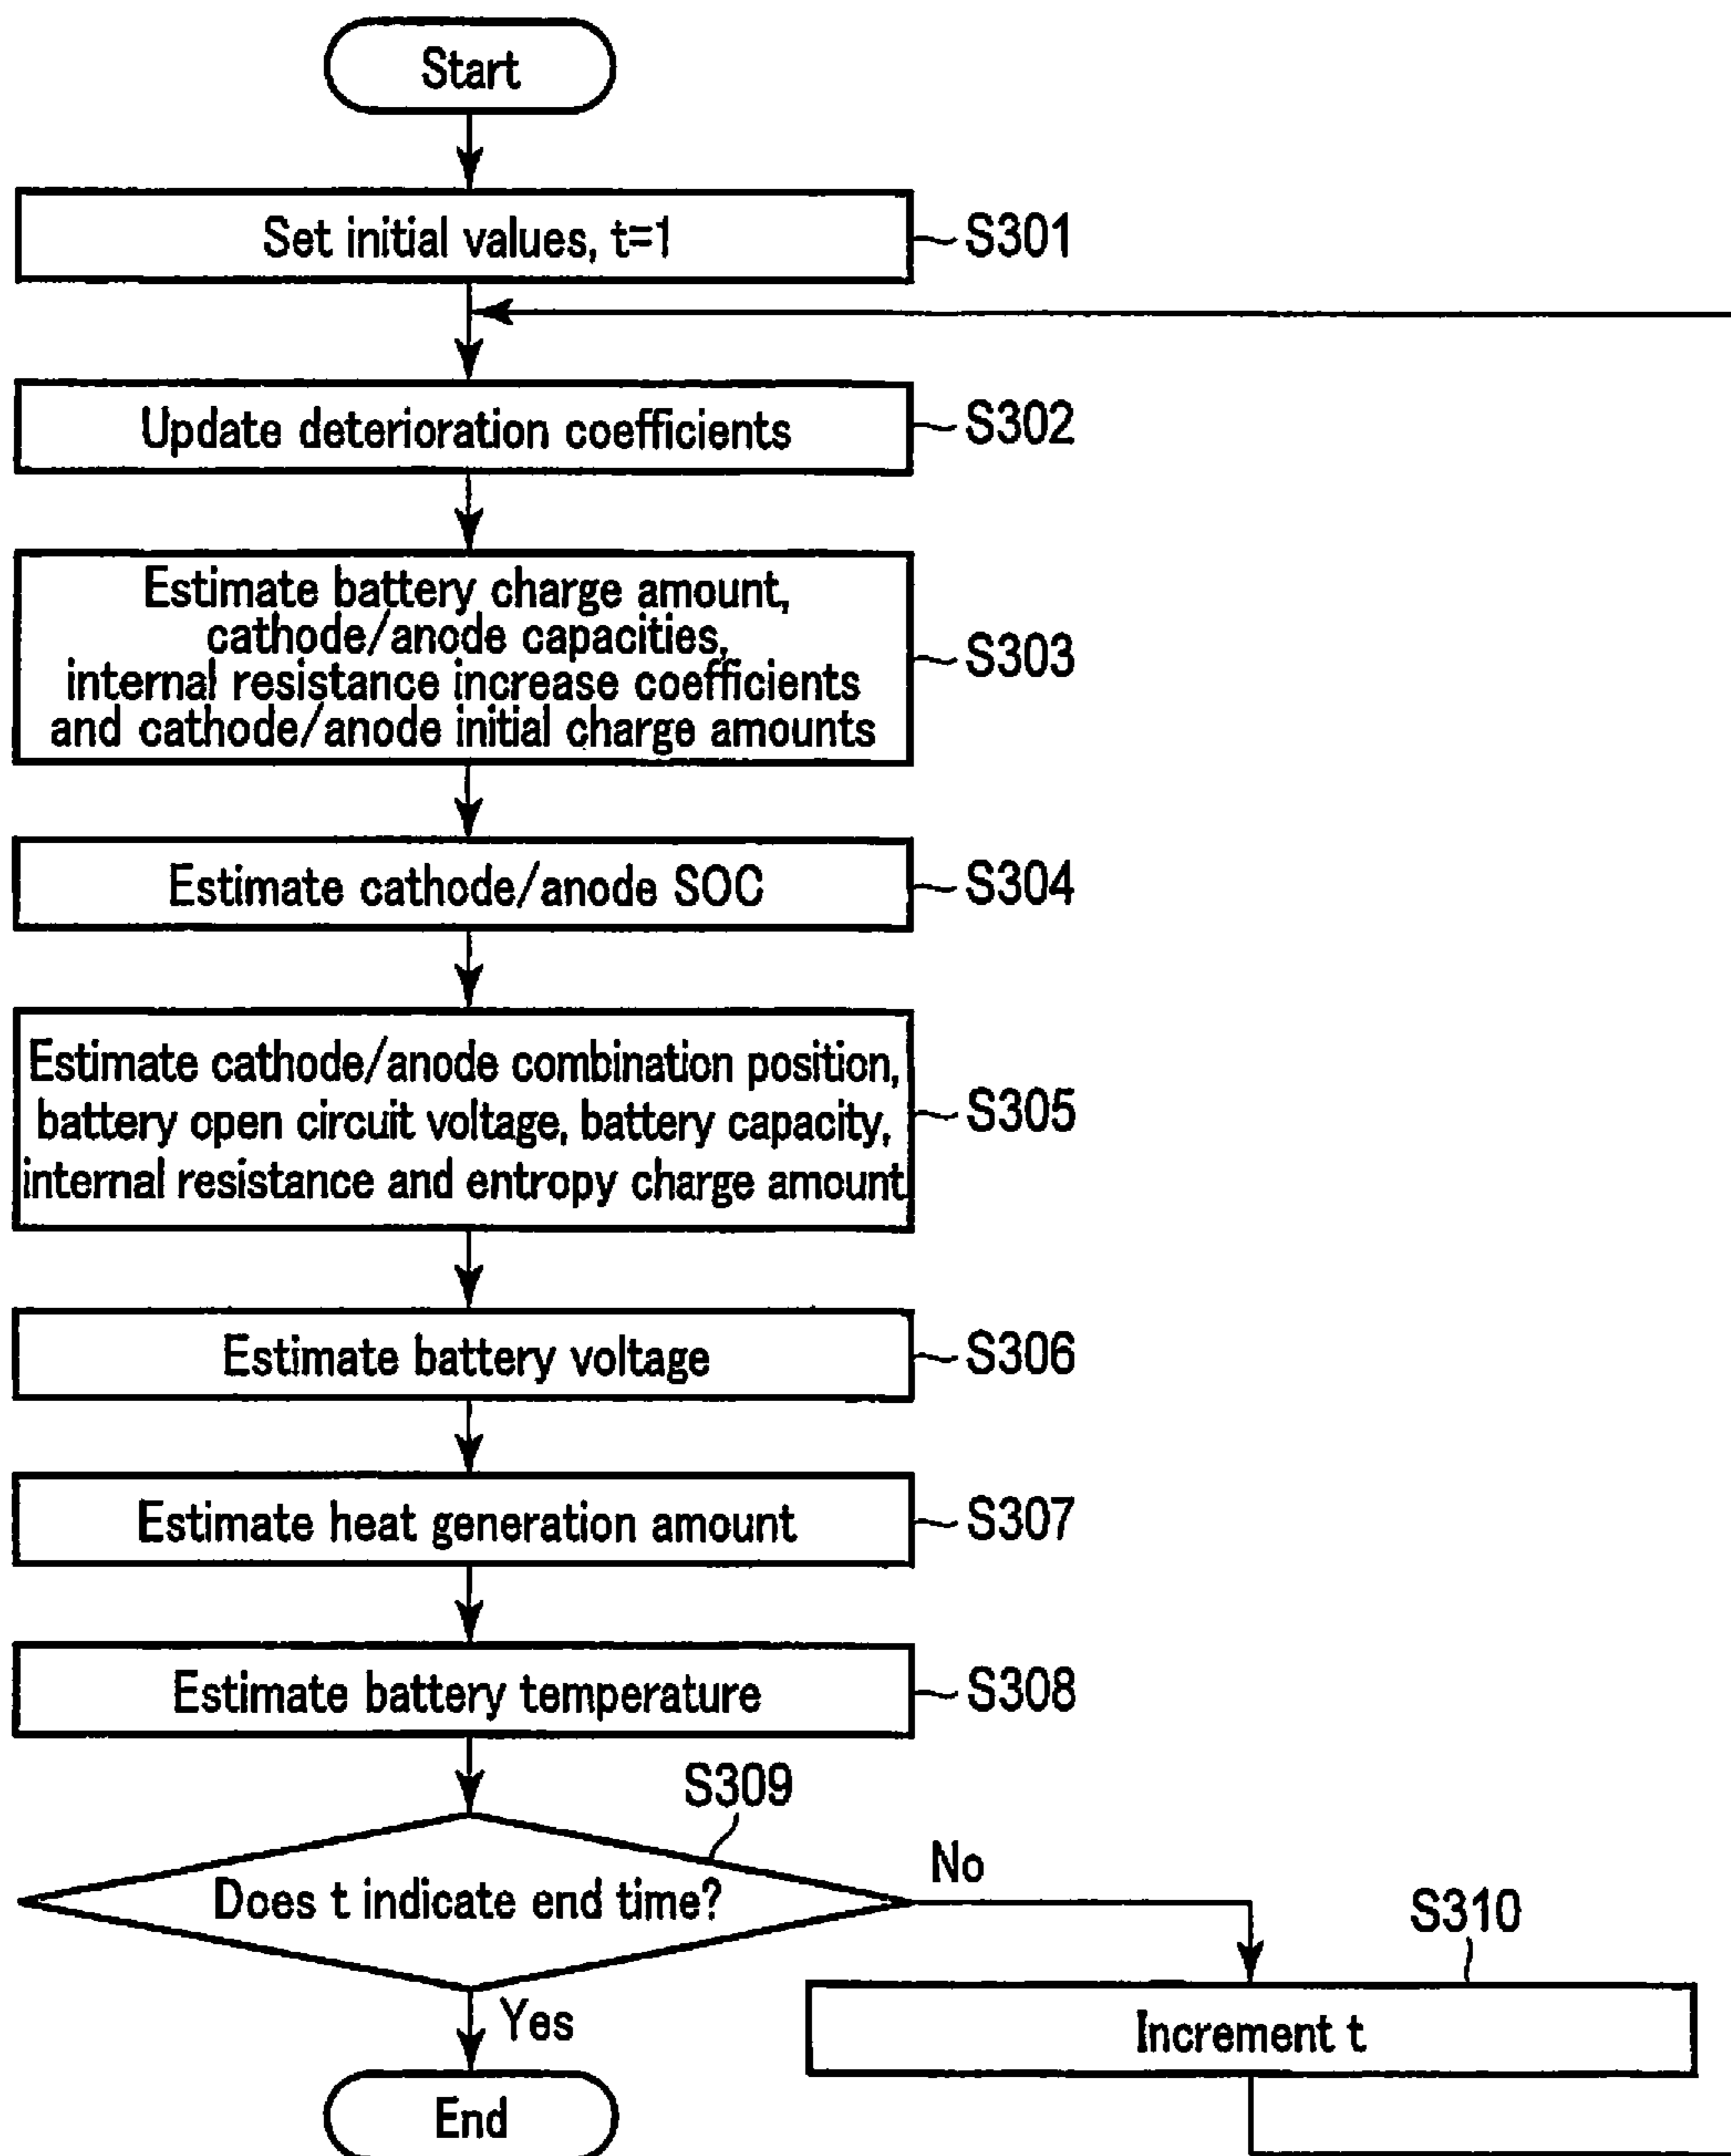 Start
Set initial values, t=1
S301
Update deterioration coefficients
S302
Estimate battery charge amount,
cathode/anode capacities,
internal resistance increase coefficients
and cathode/anode initial charge amounts
S303
Estimate cathode/anode SOC
S304
Estimate cathode/anode combination position,
battery open circuit voltage, battery capacity,
internal resistance and entropy charge amount
S305
Estimate battery voltage
S306
Estimate heat generation amount
S307
Estimate battery temperature
S308
S309
Does t indicate end time?
No
S310
Increment t
Yes
End